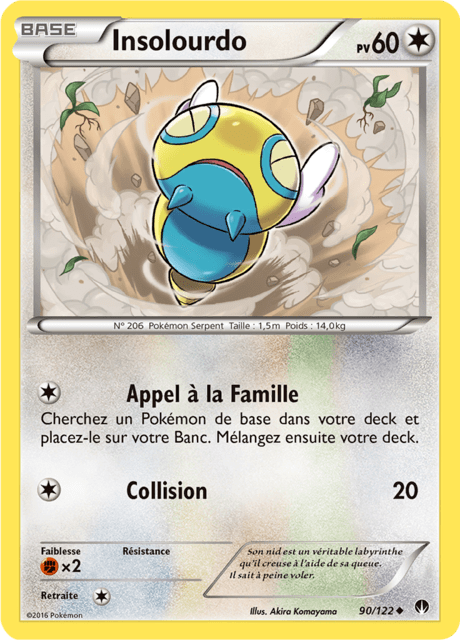 BASE
Insolourdo
PV60
N° 206 Pokémon Serpent Taille : 1,5m Poids : 14,0kg
Appel à la Famille
Cherchez un Pokémon de base dans votre deck et
placez-le sur votre Banc. Mélangez ensuite votre deck.
Collision 20
Faiblesse Résistance
×2
Son nid est un véritable labyrinthe
qu'il creuse à l'aide de sa queue.
Il sait à peine voler.
Retraite
©2016 Pokémon
Illus. Akira Komayama
90/122